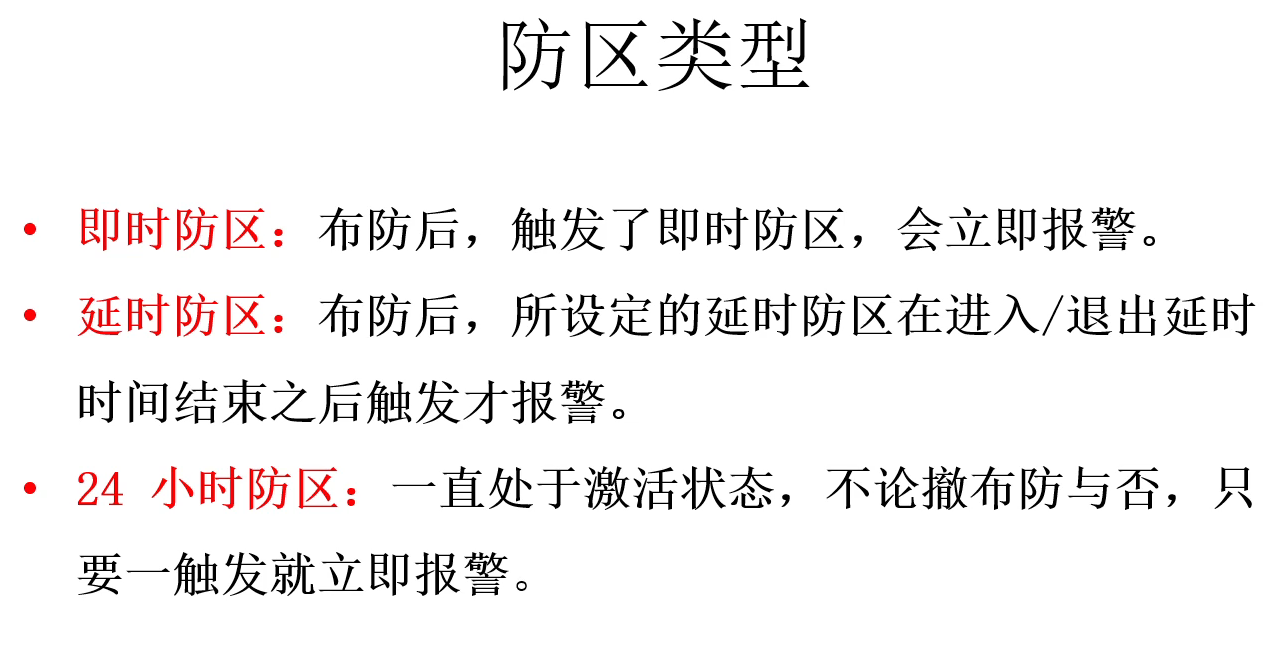 防区类型
• 即时防区：布防后，触发了即时防区，会立即报警。
• 延时防区：布防后，所设定的延时防区在进入/退出延时
时间结束之后触发才报警。
• 24 小时防区：一直处于激活状态，不论撤布防与否，只
要一触发就立即报警。